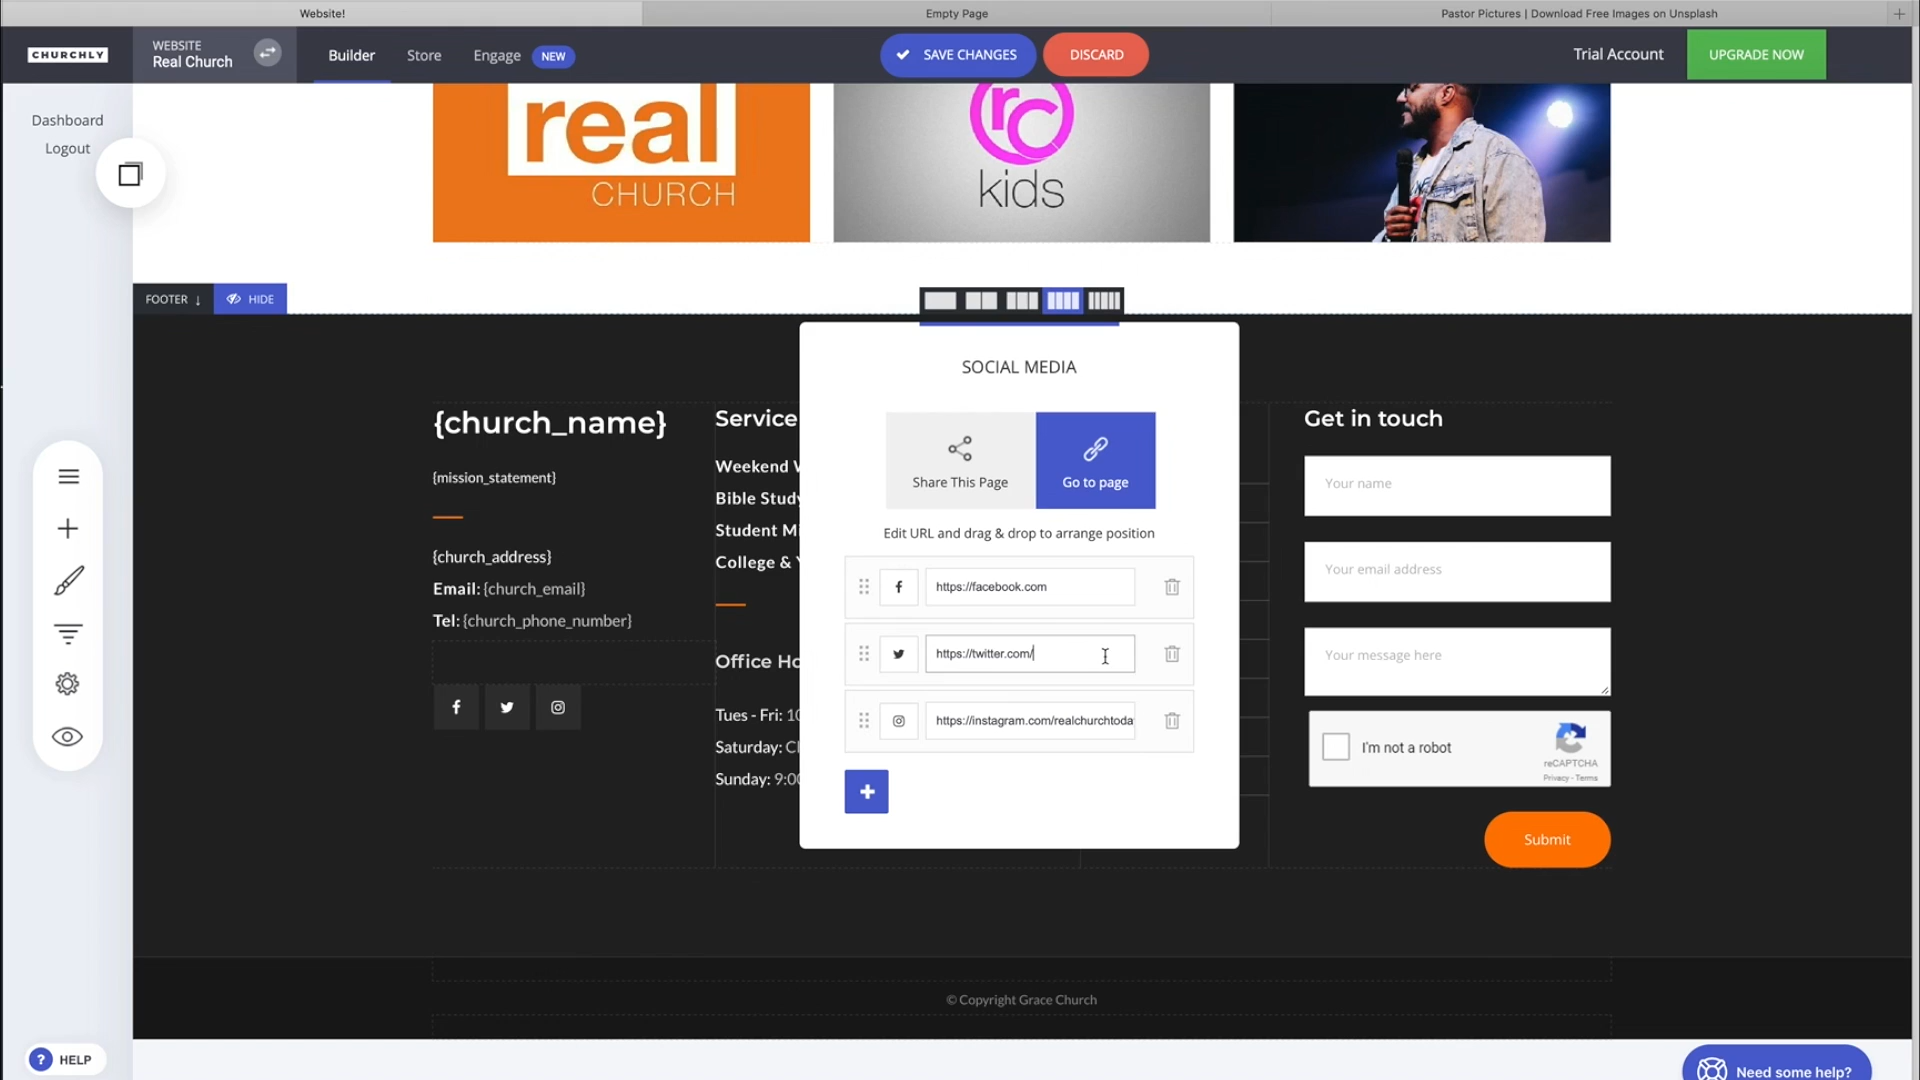 Website!
Empty Page
Pastor Pictures | Download Free Images on Unsplash
CHURCHLY
WEBSITE
Real Church
Builder
Store
Engage
NEW
SAVE CHANGES
DISCARD
Trial Account
UPGRADE NOW
Dashboard
Logout
real
CHURCH
rc
kids
FOOTER ↓
HIDE
SOCIAL MEDIA
Share This Page
Go to page
Edit URL and drag & drop to arrange position
https://facebook.com
https://twitter.com/
https://instagram.com/realchurchtoda
{church_name}
{mission_statement}
{church_address}
Email: {church_email}
Tel: {church_phone_number}
Service
Weekend W
Bible Study
Student Mi
College & Y
Office Ho
Tues - Fri: 10
Saturday: Cl
Sunday: 9:00
Get in touch
Your name
Your email address
Your message here
I'm not a robot
reCAPTCHA
Privacy - Terms
Submit
© Copyright Grace Church
? HELP
Need some help?